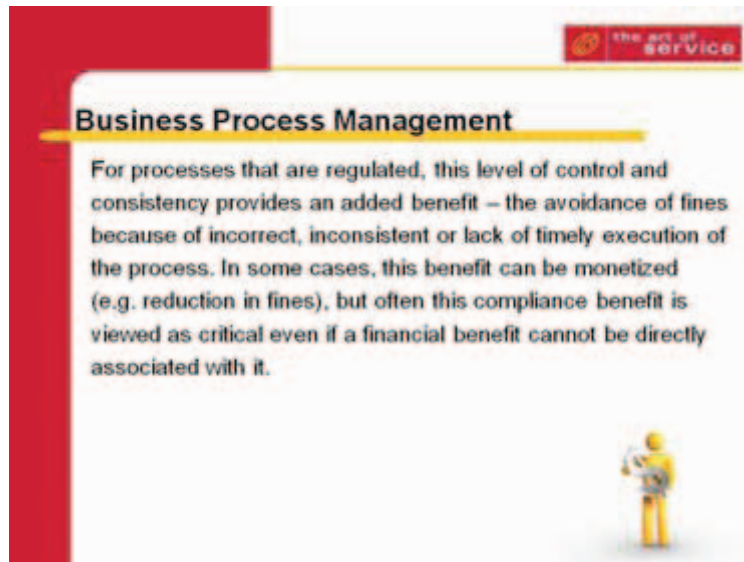 the art of
service
Business Process Management
For processes that are regulated, this level of control and
consistency provides an added benefit – the avoidance of fines
because of incorrect, inconsistent or lack of timely execution of
the process. In some cases, this benefit can be monetized
(e.g. reduction in fines), but often this compliance benefit is
viewed as critical even if a financial benefit cannot be directly
associated with it.